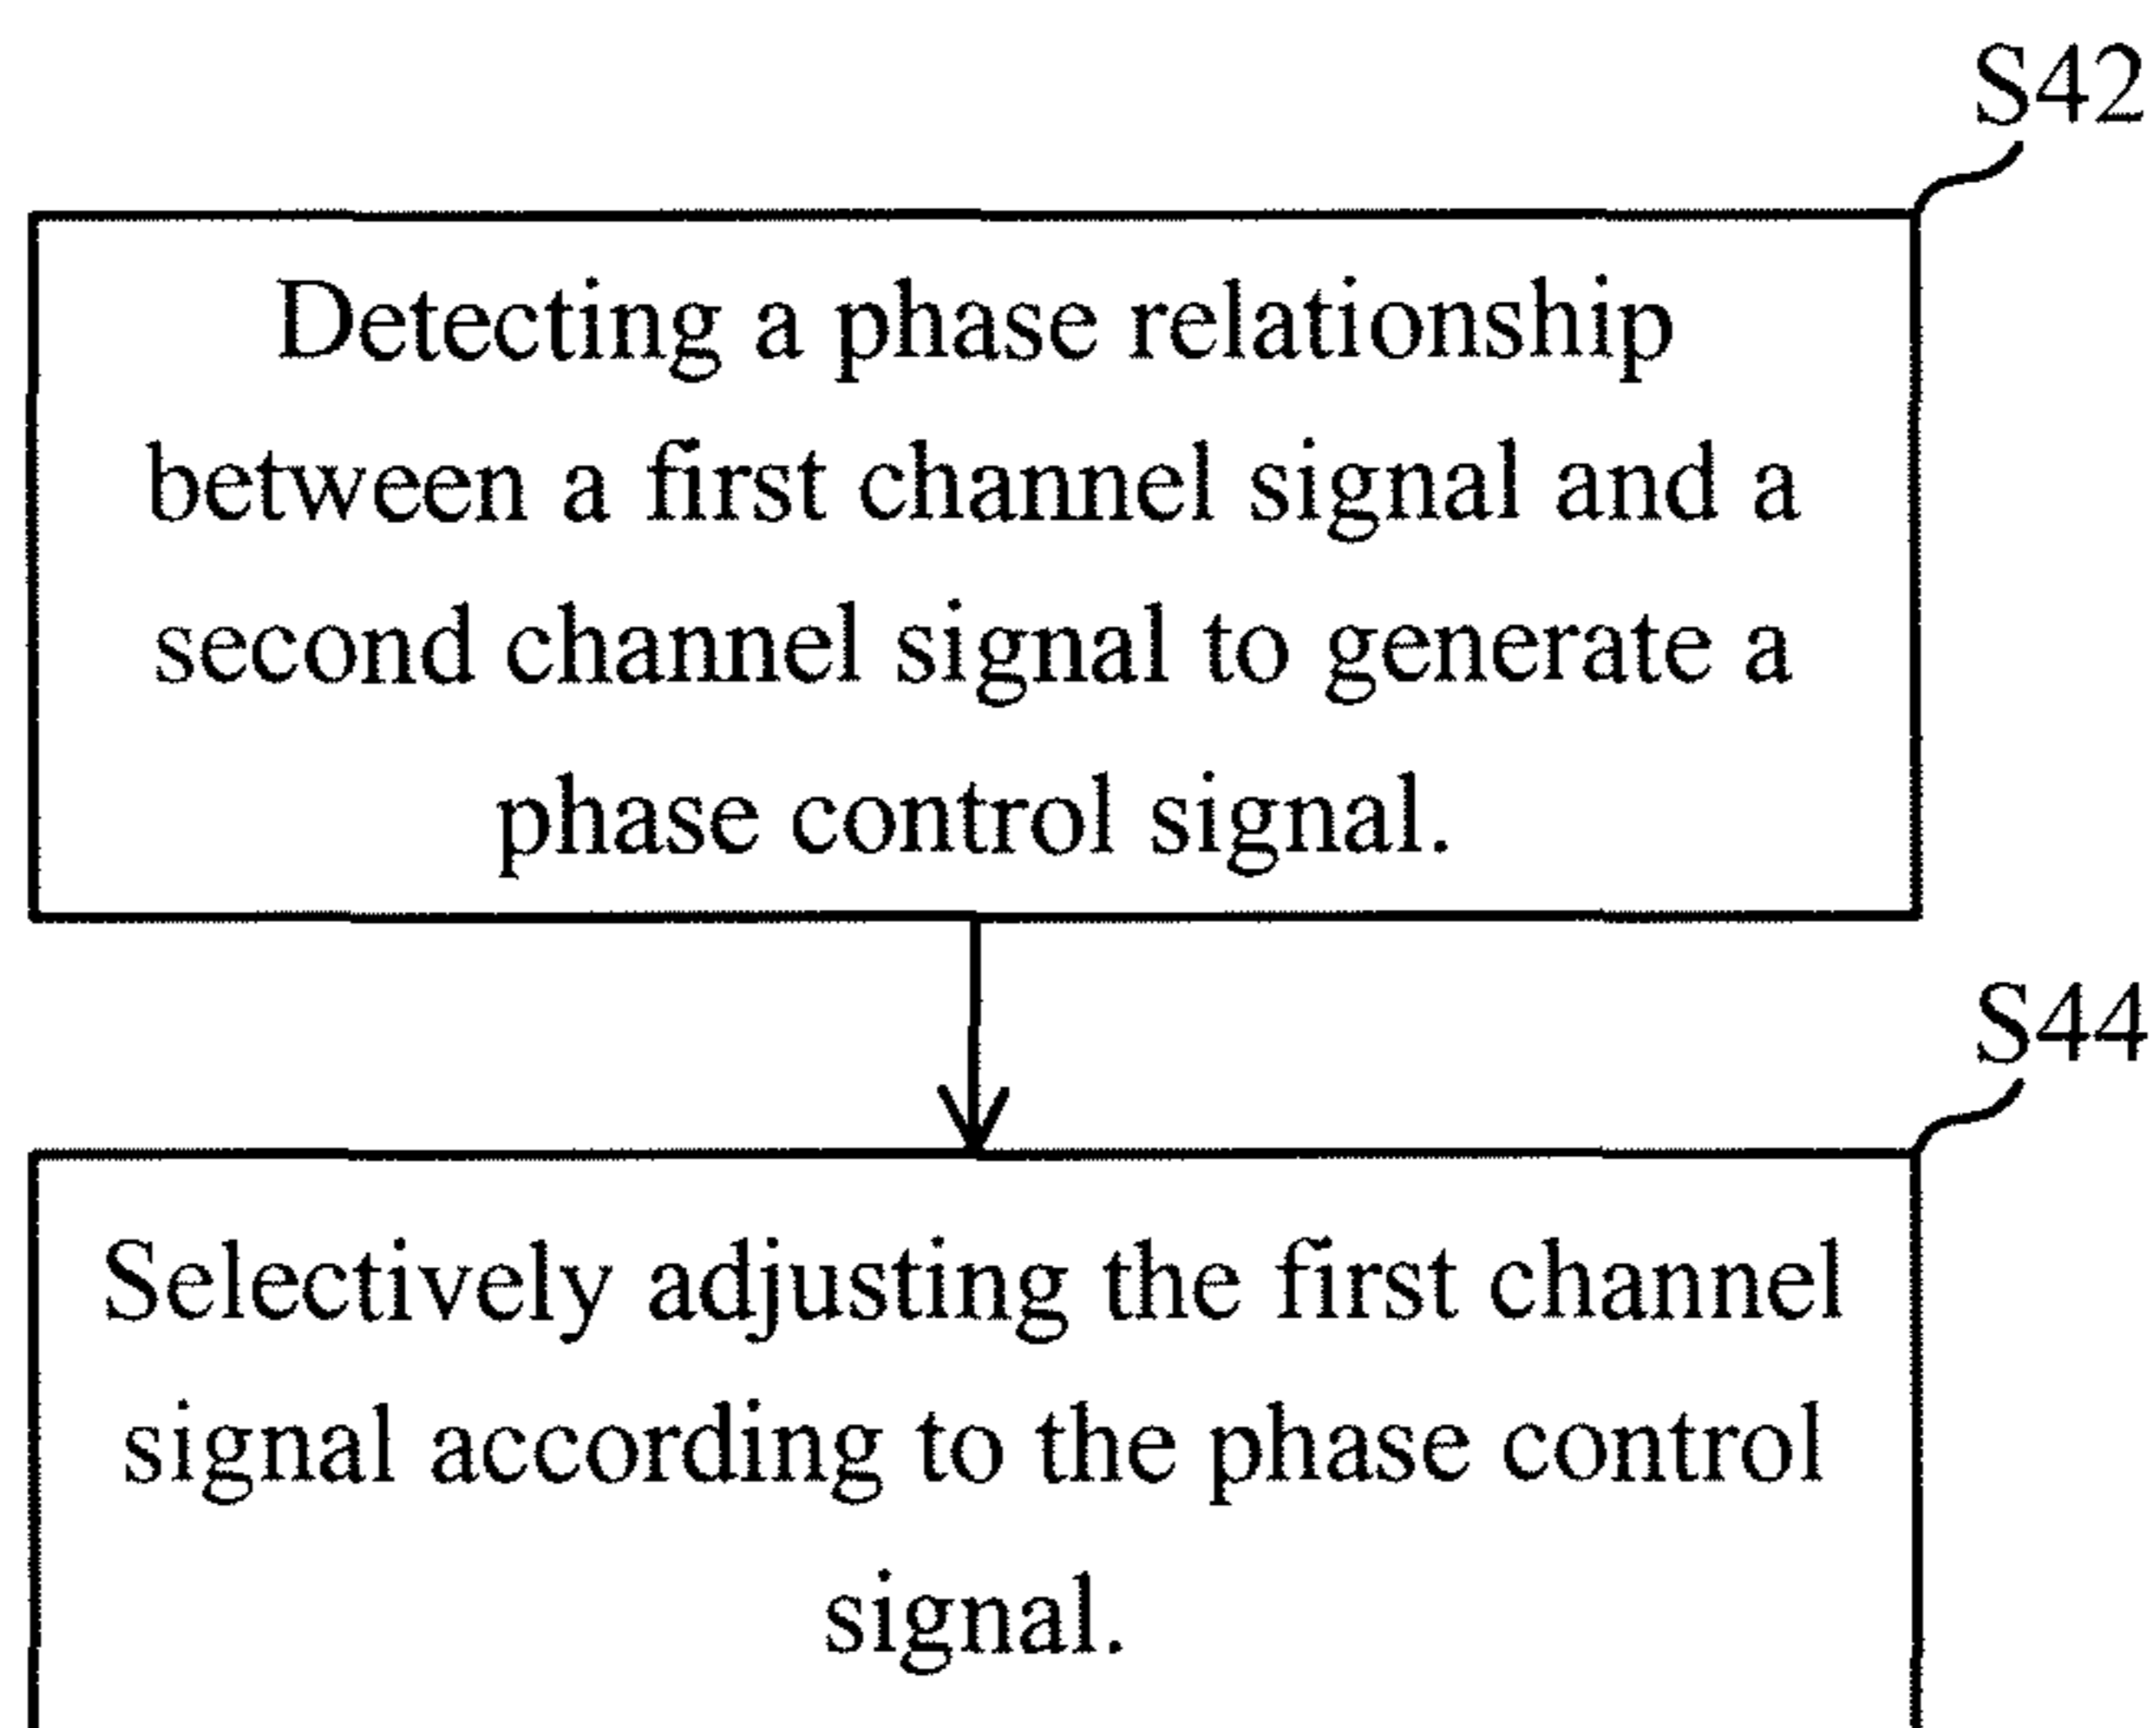 S42
Detecting a phase relationship
between a first channel signal and a
second channel signal to generate a
phase control signal.
S44
Selectively adjusting the first channel
signal according to the phase control
signal.